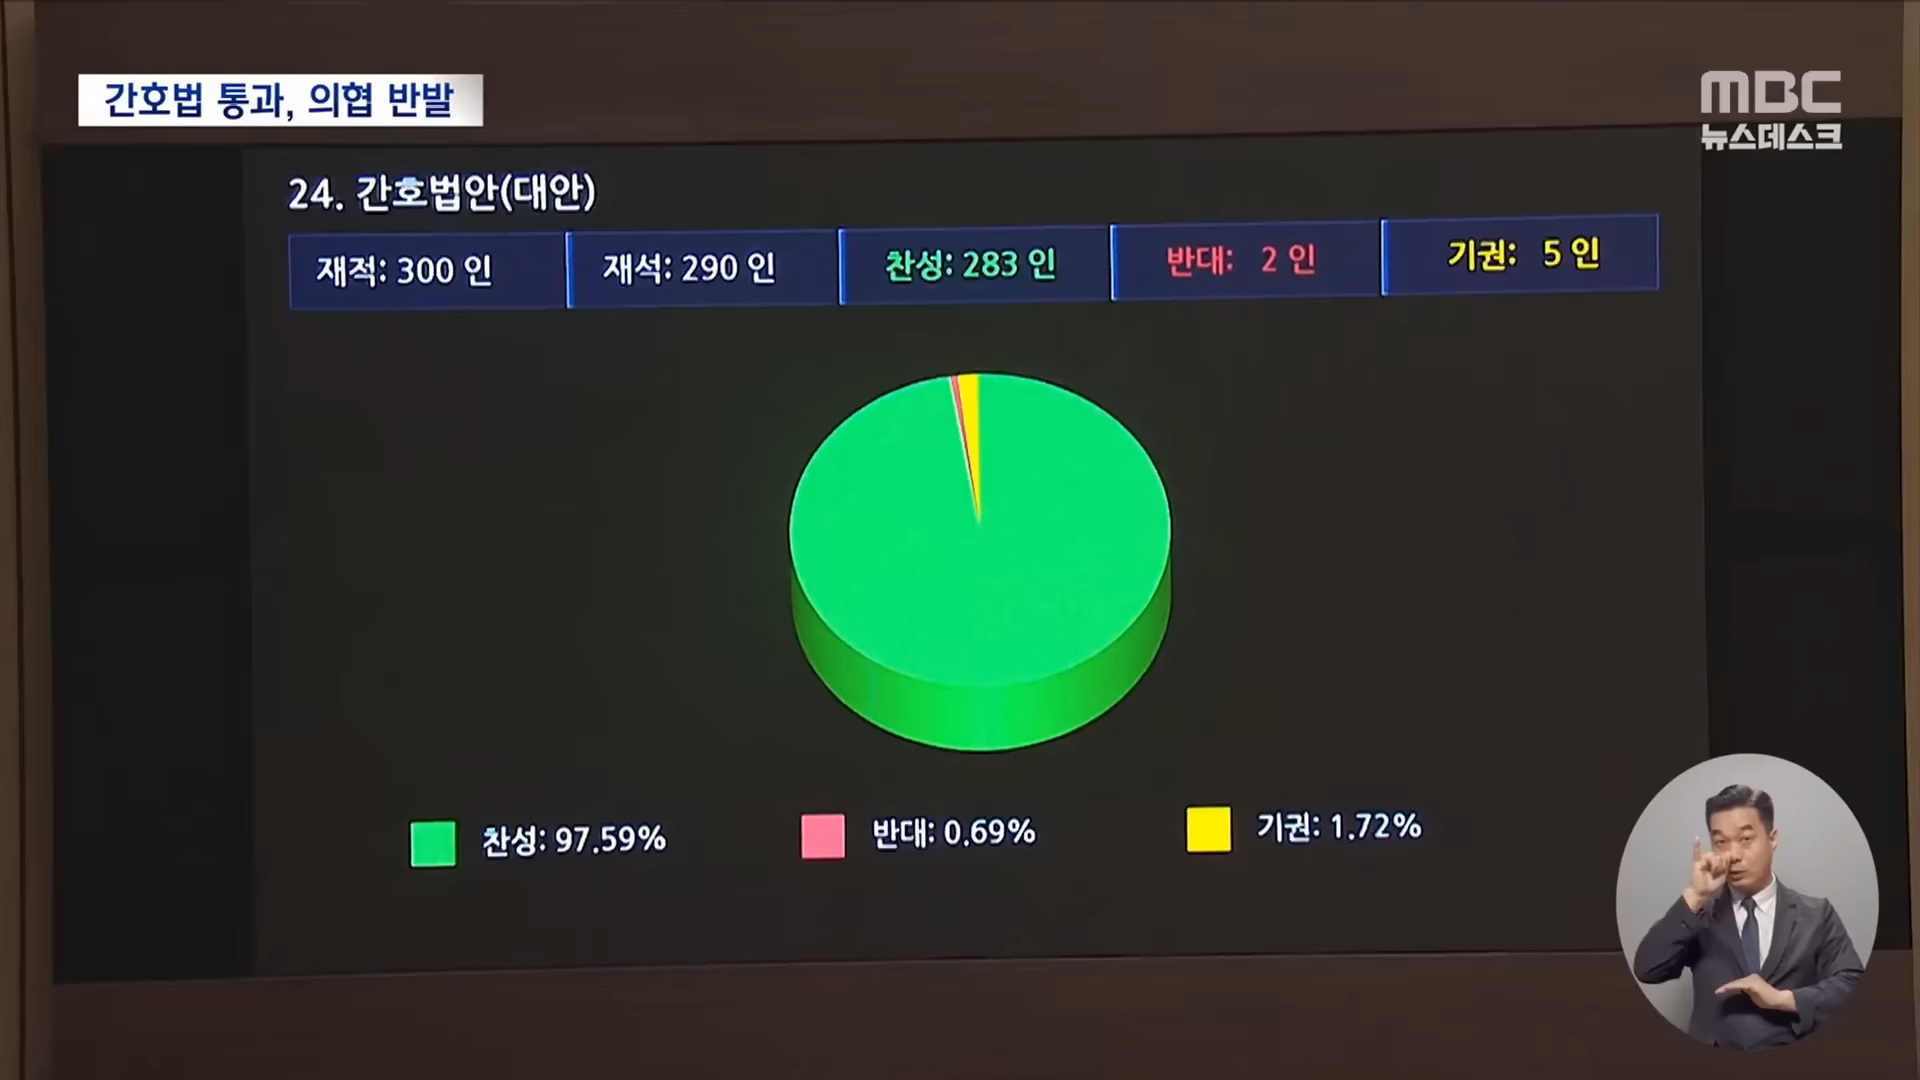 간호법 통과, 의협 반발
MBC
뉴스데스크
24. 간호법안(대안)
재적: 300 인
재석: 290 인
찬성: 283 인
반대: 2 인
기권: 5 인
찬성: 97.59%
반대: 0.69%
기권: 1.72%